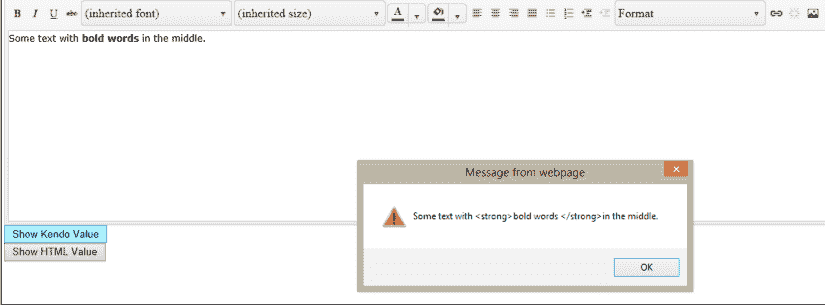 B I U abc (inherited font) (inherited size) A Format
Some text with bold words in the middle.
Message from webpage
Some text with <strong>bold words </strong>in the middle.
OK
Show Kendo Value
Show HTML Value